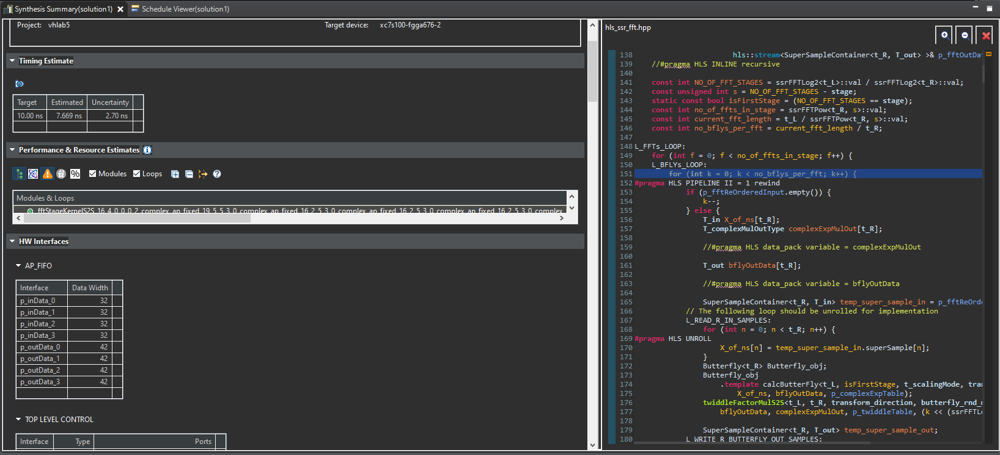 Synthesis Summary(solution1)
Schedule Viewer(solution1)
Project: vhlab5
Target device: xc7s100-fgga676-2
Timing Estimate
Target Estimated Uncertainty
10.00 ns 7.669 ns 2.70 ns
Performance & Resource Estimates
% Modules Loops
Modules & Loops
fftStageKernelS2S_16_4_0_0_0_2_complex_ap_fixed_19_5_5_3_0_complex_ap_fixed_16_2_5_3_0_complex_ap_fixed_16_2_5_3_0_complex_ap_fixed_16_2_5_3_0_complex
HW Interfaces
AP_FIFO
Interface Data Width
p_inData_0 32
p_inData_1 32
p_inData_2 32
p_inData_3 32
p_outData_0 42
p_outData_1 42
p_outData_2 42
p_outData_3 42
TOP LEVEL CONTROL
Interface Type Ports
hls_ssr_fft.hpp
138 hls::stream<SuperSampleContainer<t_R, T_out> >& p_fftOutDat
139 //#pragma HLS INLINE recursive
140
141 const int NO_OF_FFT_STAGES = ssrFFTLog2<t_L>::val / ssrFFTLog2<t_R>::val;
142 const unsigned int s = NO_OF_FFT_STAGES - stage;
143 static const bool isFirstStage = (NO_OF_FFT_STAGES == stage);
144 const int no_of_ffts_in_stage = ssrFFTPow<t_R, s>::val;
145 const int current_fft_length = t_L / ssrFFTPow<t_R, s>::val;
146 const int no_bflys_per_fft = current_fft_length / t_R;
147
148 L_FFTs_LOOP:
149 for (int f = 0; f < no_of_ffts_in_stage; f++) {
150 L_BFLYs_LOOP:
151 for (int k = 0; k < no_bflys_per_fft; k++) {
152 #pragma HLS PIPELINE II = 1 rewind
153 if (p_fftReOrderedInput.empty()) {
154 k--;
155 } else {
156 T_in X_of_ns[t_R];
157 T_complexMulOutType complexExpMulOut[t_R];
158
159 //#pragma HLS data_pack variable = complexExpMulOut
160
161 T_out bflyOutData[t_R];
162
163 //#pragma HLS data_pack variable = bflyOutData
164
165 SuperSampleContainer<t_R, T_in> temp_super_sample_in = p_fftReOrde
166 // The following loop should be unrolled for implementation
167 L_READ_R_IN_SAMPLES:
168 for (int n = 0; n < t_R; n++) {
169 #pragma HLS UNROLL
170 X_of_ns[n] = temp_super_sample_in.superSample[n];
171 }
172 Butterfly<t_R> Butterfly_obj;
173 Butterfly_obj
174 .template calcButterFly<t_L, isFirstStage, t_scalingMode, tran
175 X_of_ns, bflyOutData, p_complexExpTable);
176 twiddleFactorMulS2S<t_L, t_R, transform_direction, butterfly_rnd_m
177 bflyOutData, complexExpMulOut, p_twiddleTable, (k << (ssrFFTLo
178
179 SuperSampleContainer<t_R, T_out> temp_super_sample_out;
180 L_WRITE_R_BUTTERFLY_OUT_SAMPLES: